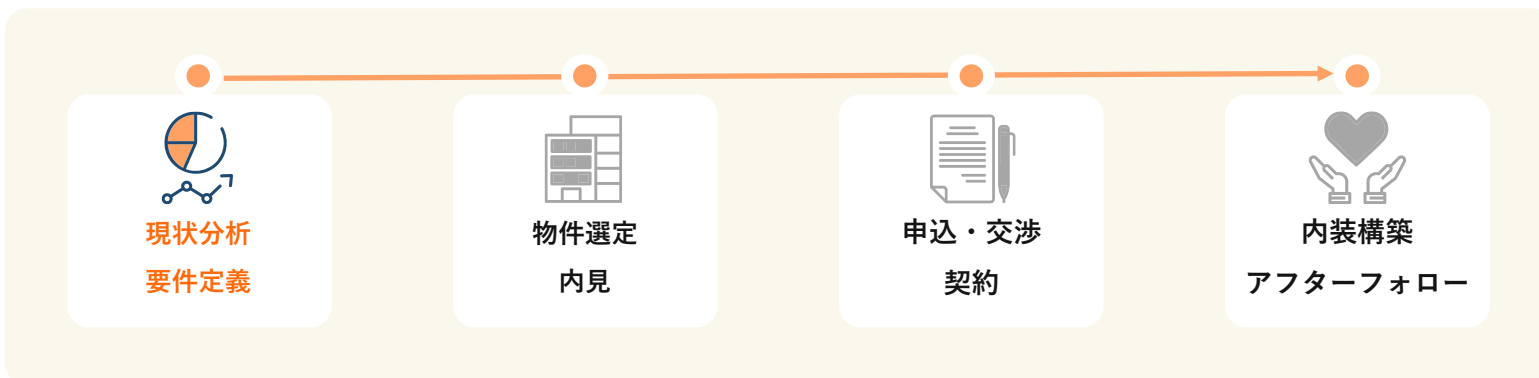 現状分析
要件定義
物件選定
内見
申込・交渉
契約
内装構築
アフターフォロー